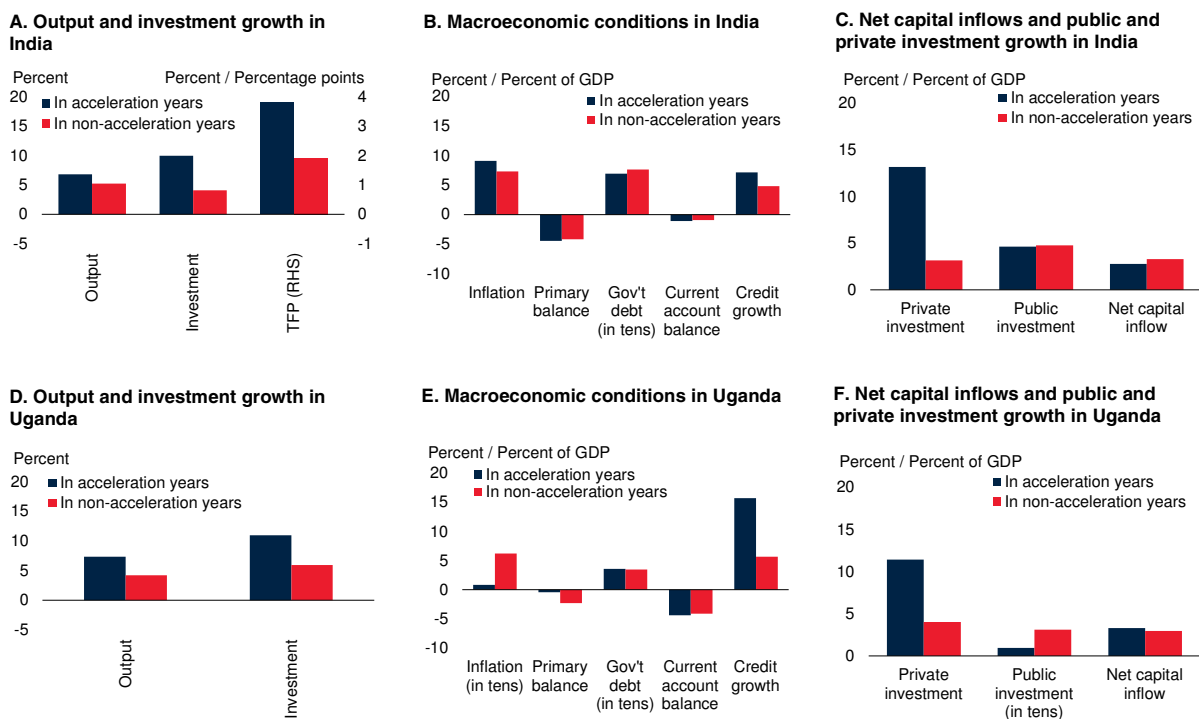 A. Output and investment growth in
India
Percent
Percent / Percentage points
20
15
10
5
0
-5
In acceleration years
In non-acceleration years
4
3
2
1
0
-1
Output
Investment
TFP (RHS)
B. Macroeconomic conditions in India
Percent / Percent of GDP
20
15
10
5
0
-5
-10
In acceleration years
In non-acceleration years
Inflation
Primary
balance
Gov't
debt
(in tens)
Current
account
balance
Credit
growth
C. Net capital inflows and public and
private investment growth in India
Percent / Percent of GDP
20
15
10
5
0
In acceleration years
In non-acceleration years
Private
investment
Public
investment
Net capital
inflow
D. Output and investment growth in
Uganda
Percent
20
15
10
5
0
-5
In acceleration years
In non-acceleration years
Output
Investment
E. Macroeconomic conditions in Uganda
Percent / Percent of GDP
20
15
10
5
0
-5
-10
In acceleration years
In non-acceleration years
Inflation
(in tens)
Primary
balance
Gov't
debt
(in tens)
Current
account
balance
Credit
growth
F. Net capital inflows and public and
private investment growth in Uganda
Percent / Percent of GDP
20
15
10
5
0
In acceleration years
In non-acceleration years
Private
investment
Public
investment
(in tens)
Net capital
inflow